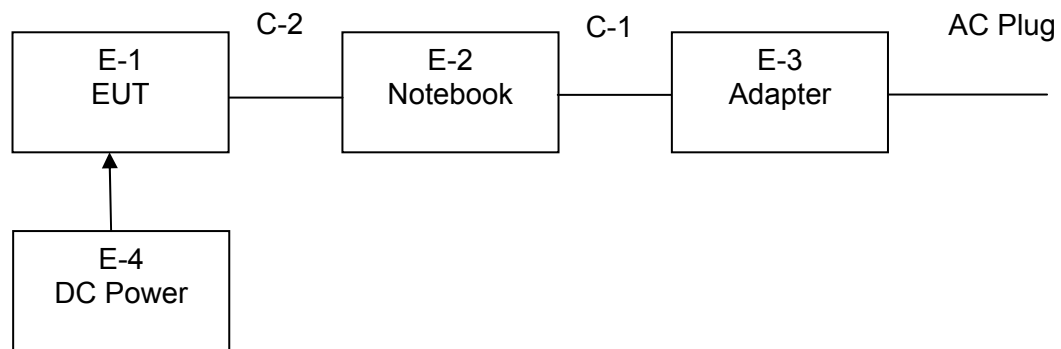 C-2
C-1
AC Plug
E-1
EUT
E-2
Notebook
E-3
Adapter
E-4
DC Power